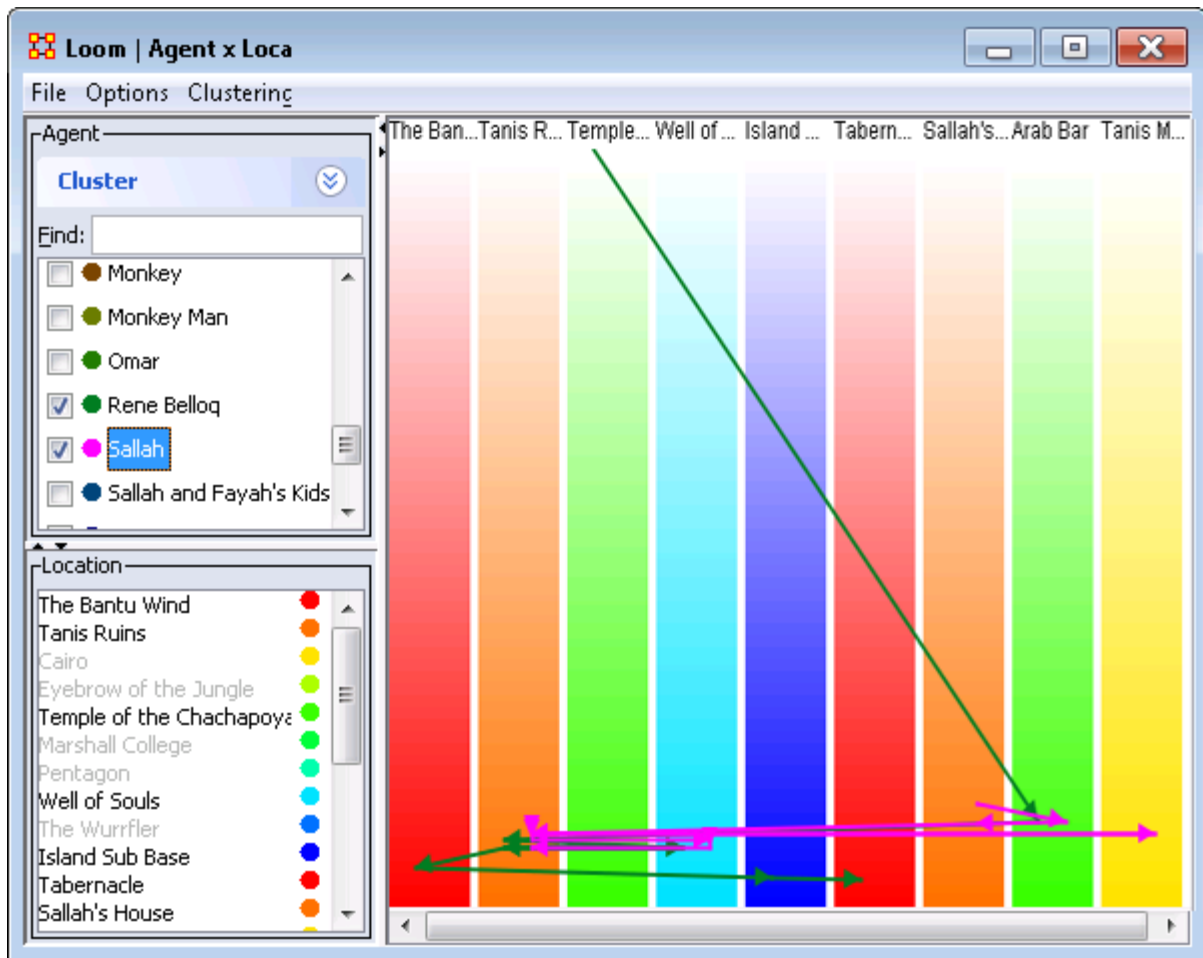 Loom | Agent x Loca
File Options Clustering
Agent
Cluster
Find:
Monkey
Monkey Man
Omar
Rene Belloq
Sallah
Sallah and Fayah's Kids
Location
The Bantu Wind
Tanis Ruins
Cairo
Eyebrow of the Jungle
Temple of the Chachapoya
Marshall College
Pentagon
Well of Souls
The Wurrfler
Island Sub Base
Tabernacle
Sallah's House
The Ban... Tanis R... Temple... Well of ... Island ... Tabern... Sallah's... Arab Bar Tanis M...